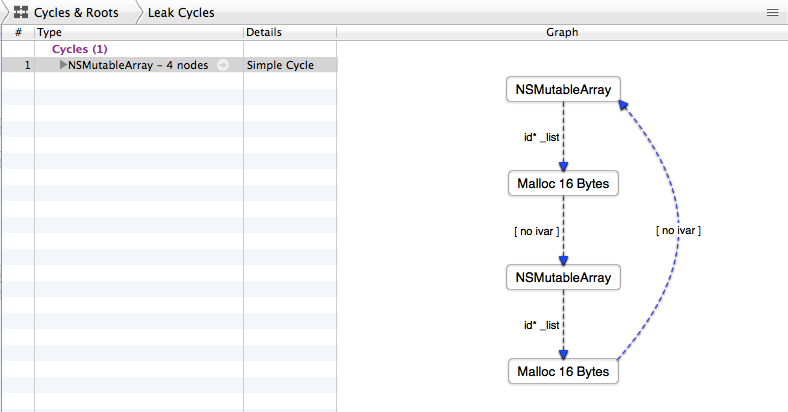 Cycles & Roots Leak Cycles
# Type Details Graph
Cycles (1)
1 NSMutableArray – 4 nodes Simple Cycle
NSMutableArray
id* _list
Malloc 16 Bytes
[ no ivar ] [ no ivar ]
NSMutableArray
id* _list
Malloc 16 Bytes